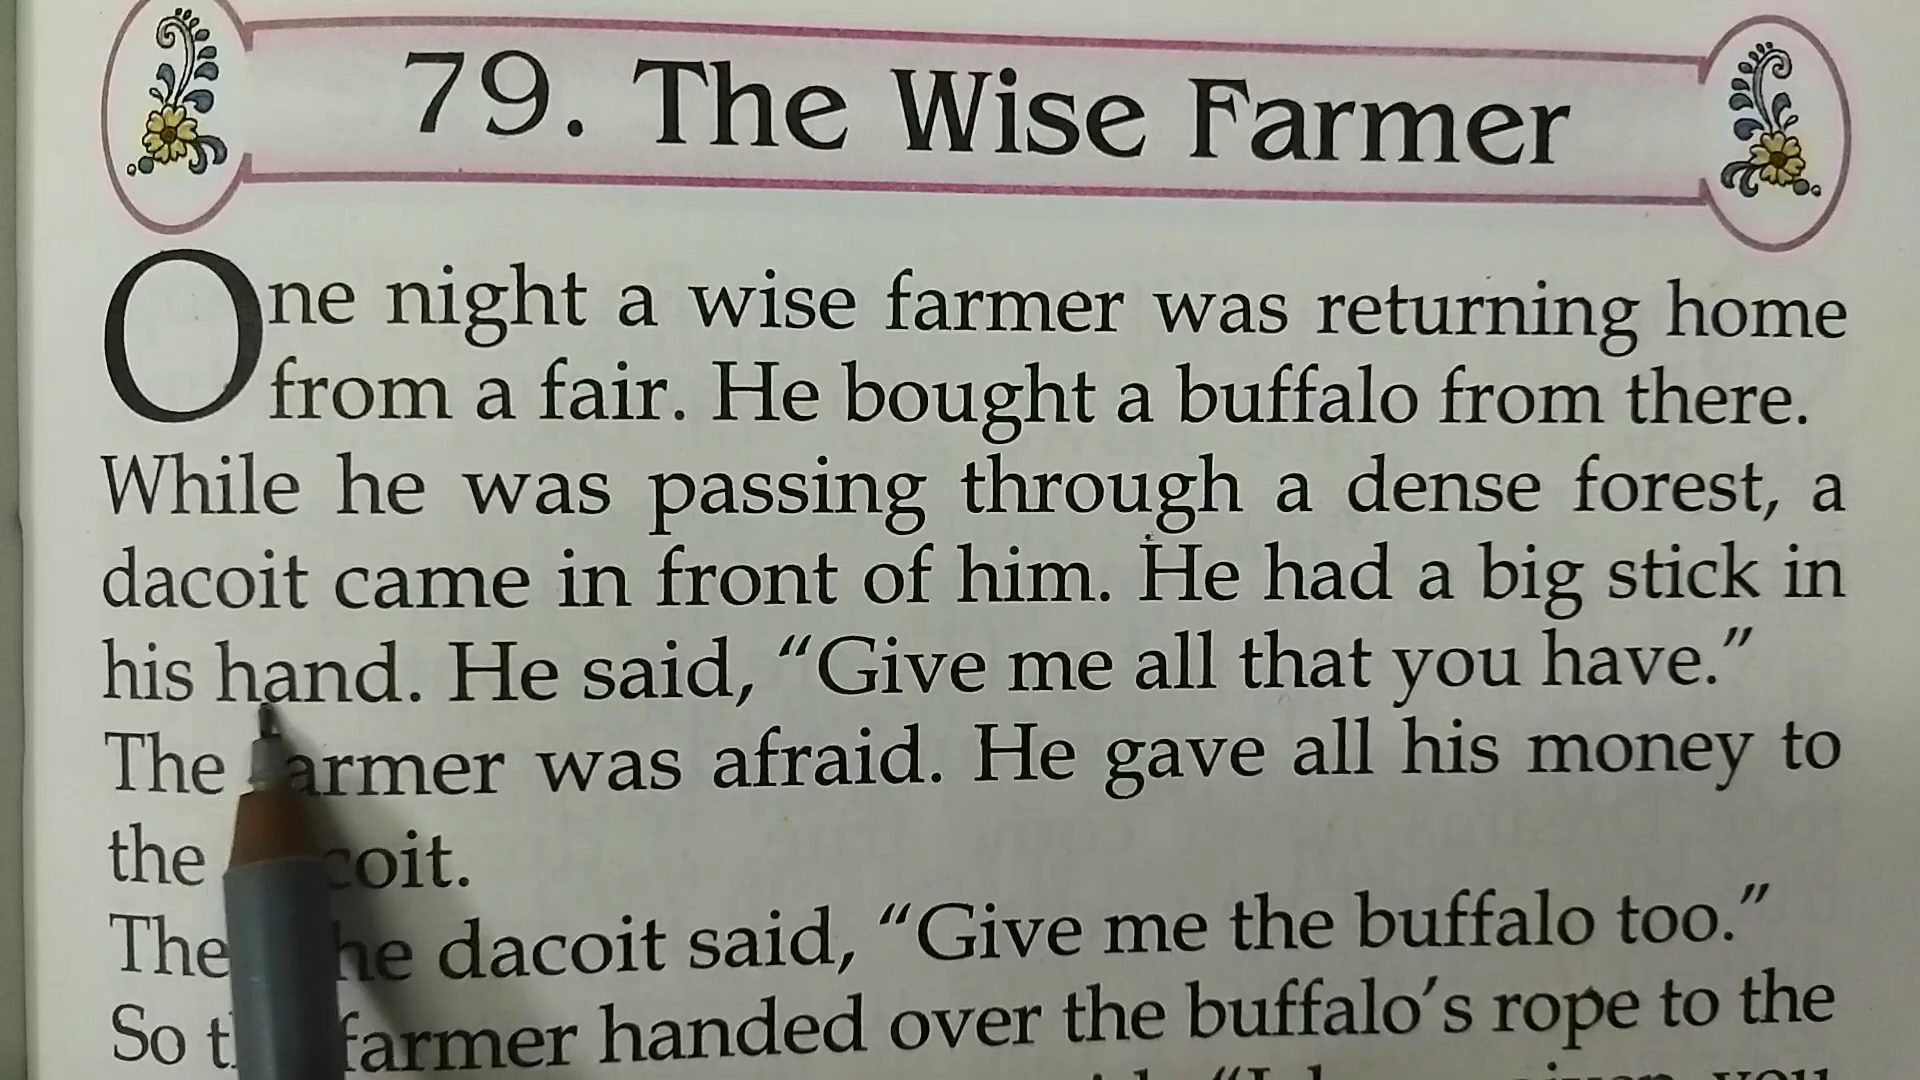 79. The Wise Farmer
One night a wise farmer was returning home
from a fair. He bought a buffalo from there.
While he was passing through a dense forest, a
dacoit came in front of him. He had a big stick in
his hand. He said, “Give me all that you have.”
The farmer was afraid. He gave all his money to
the dacoit.
The he dacoit said, “Give me the buffalo too.”
So farmer handed over the buffalo’s rope to the